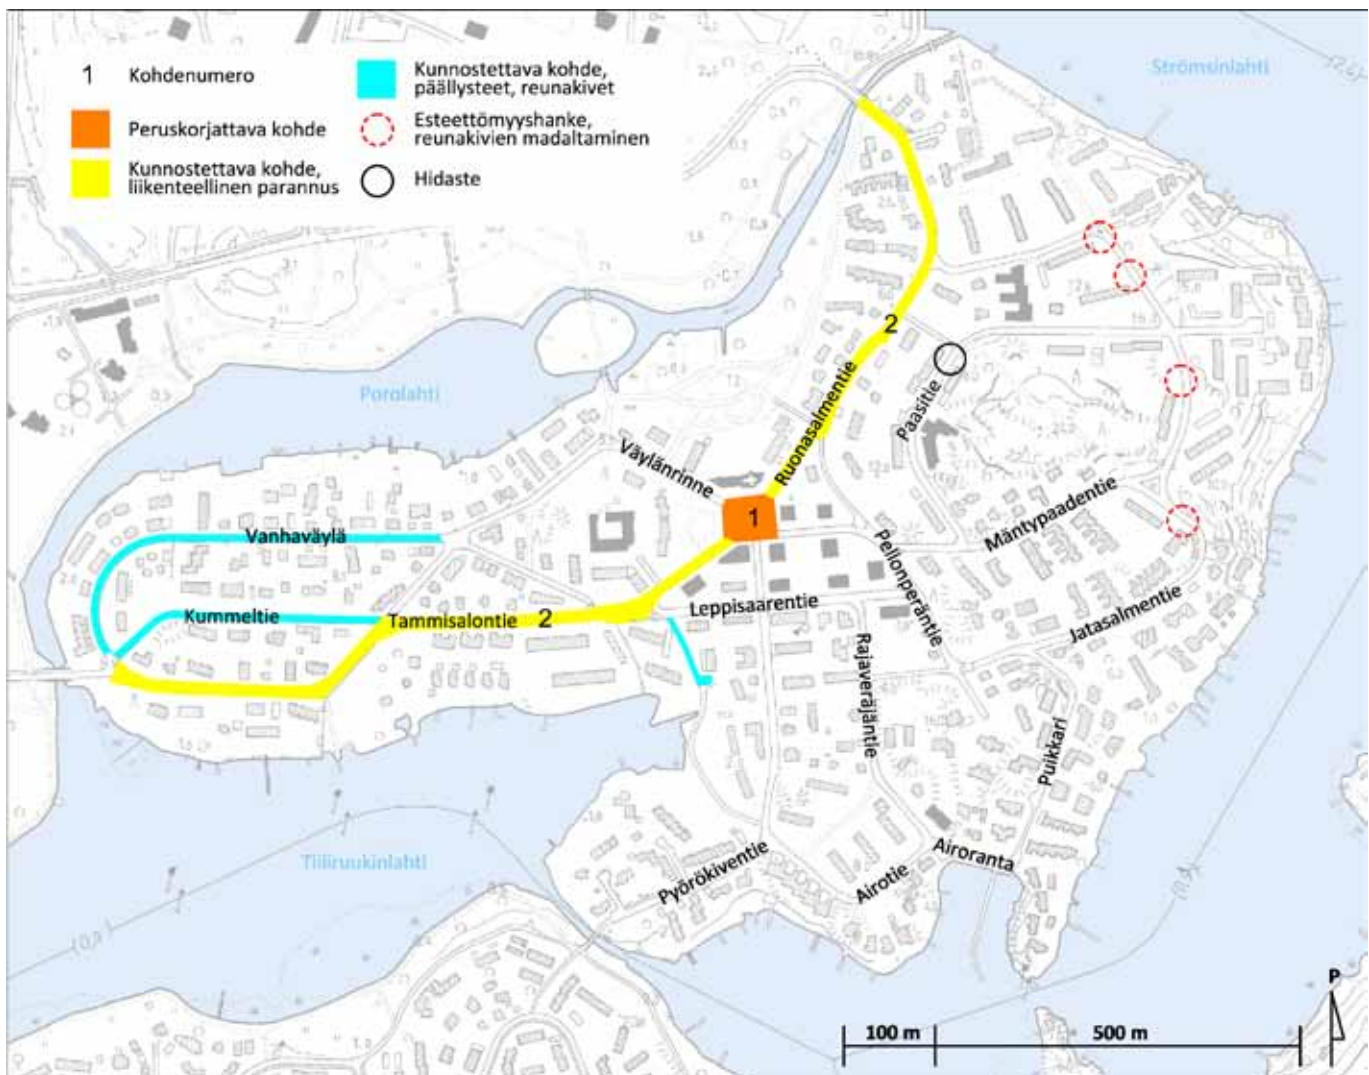 1 Kohdenumero
Peruskorjattava kohde
Kunnostettava kohde,
liikenteellinen parannus
Kunnostettava kohde,
päällysteet, reunakivet
Esteettömyyshanke,
reunakivien madaltaminen
Hidaste
Strömsinlahti
Porolahti
2
Ruonasalmentie
Paasitie
Väylänrinne
1
Mäntypaadentie
Vanhaväylä
Pellonperäntie
Kummeltie
Tammisalontie
2
Leppisaarentie
Jatasalmentie
Rajaveräjäntie
Puikkari
Tiiliruukinlahti
Pyörökiventie
Airotie
Airoranta
P
100 m
500 m